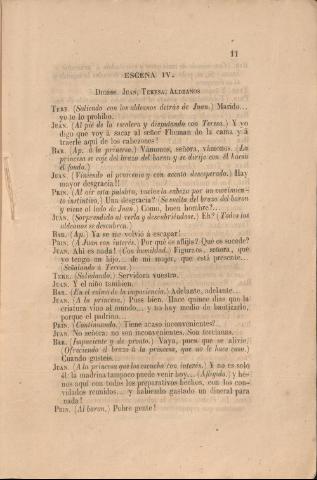 11
ESCENA IV.
DICHOS. JUAN, TERESA; ALDEANOS
TERE. (Saliendo con los aldeanos detrás de Juan.) Marido...
yo te lo prohibo.
JUAN. (Al pie de la escalera y disputando con Teresa.) Y yo
digo que voy á sacar al señor Fluman de la cama y á
traerle aquí de los cabezones!
BAR. (Ap. á la princesa.) Vámonos, señora, vámonos. (La
princesa se coje del brazo del baron y se dirije con él hácia
el fondo.)
JUAN. (Viniendo al proscenio y con acento desesperado.) Hay
mayor desgracia!!
PRIN. (Al oir esta palabra, vuelve la cabeza por un movimien-
to instintivo.) Una desgracia? (Se suelta del brazo del baron
y viene al lado de Juan.) Como, buen hombre?...
JUAN. (Sorprendido al verla y descubriéndose.) Eh? (Todos los
aldeanos se descubren.)
BAR. (Ap.) Ya se me volvió á escapar!
PRIN. (A Juan con interés.) Por qué os aflijís? Qué os sucede?
JUAN. Ahí es nada! (Con humildad.) Figuraos, señora, que
yo tengo un hijo... de mi mujer, que está presente...
(Señalando á Teresa.)
TERE. (Saludando.) Servidora vuestra.
JUAN. Y el niño tambien.
BAR. (En el colmo de la impaciencia.) Adelante, adelante...
JUAN. (A la princesa.) Pues bien. Hace quince dias que la
criatura vino al mundo... y no hay medio de bautizarlo,
porque el padrino...
PRIN. (Continuando.) Tiene acaso inconvenientes?...
JUAN. No señora: no son inconvenientes. Son tercianas.
BAR. (Impaciente y de pronto.) Vaya, pues que se alivie;
(Ofreciendo el brazo á la princesa, que no le hace caso.)
Cuando gusteis.
JUAN. (A la princesa que los escucha con interés.) Y no es solo
él: la madrina tampoco puede venir hoy... (Aflijido.) y hé-
nos aquí con todos los preparativos hechos, con los con-
vidados reunidos... y habiendo gastado un dineral para
nada!
PRIN. (Al baron.) Pobre gente!